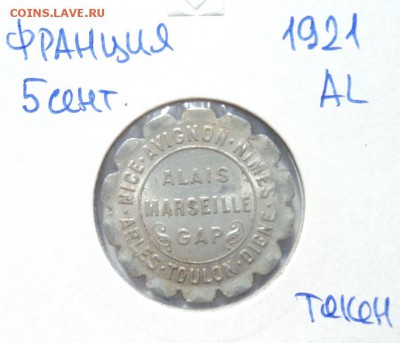 COINS.LAVE.RU
ФРАНЦИЯ 1921
5 сент. AL
NICE·AVIGNON·NIMES
ALAIS
MARSEILLE
GAP
·ARLES·TOULON·DIGNE·
токен